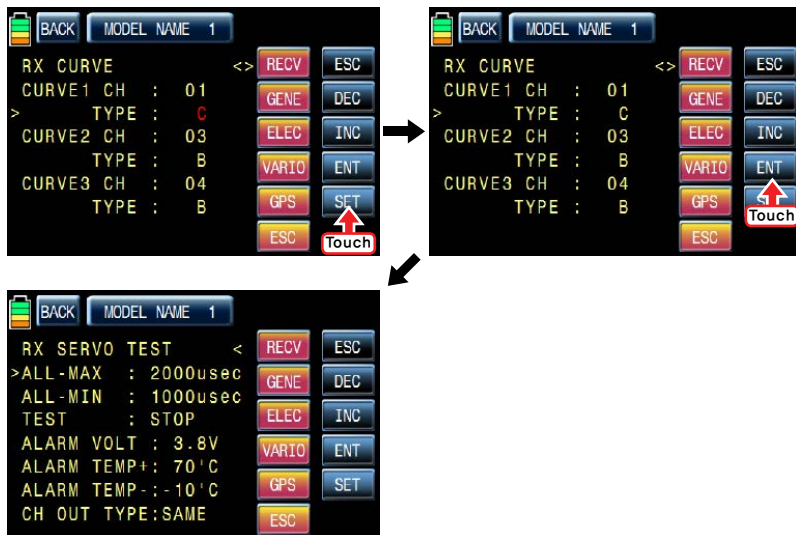 BACK MODEL NAME 1
RX CURVE <> RECV ESC
CURVE1 CH : 01 GENE DEC
> TYPE : C
CURVE2 CH : 03 ELEC INC
TYPE : B VARIO ENT
CURVE3 CH : 04
TYPE : B GPS SET
ESC Touch
BACK MODEL NAME 1
RX CURVE <> RECV ESC
CURVE1 CH : 01 GENE DEC
> TYPE : C
CURVE2 CH : 03 ELEC INC
TYPE : B VARIO ENT
CURVE3 CH : 04
TYPE : B GPS
ESC Touch
BACK MODEL NAME 1
RX SERVO TEST < RECV ESC
>ALL-MAX : 2000usec GENE DEC
ALL-MIN : 1000usec
TEST : STOP ELEC INC
ALARM VOLT : 3.8V VARIO ENT
ALARM TEMP+: 70'C
ALARM TEMP-:-10'C GPS SET
CH OUT TYPE:SAME ESC